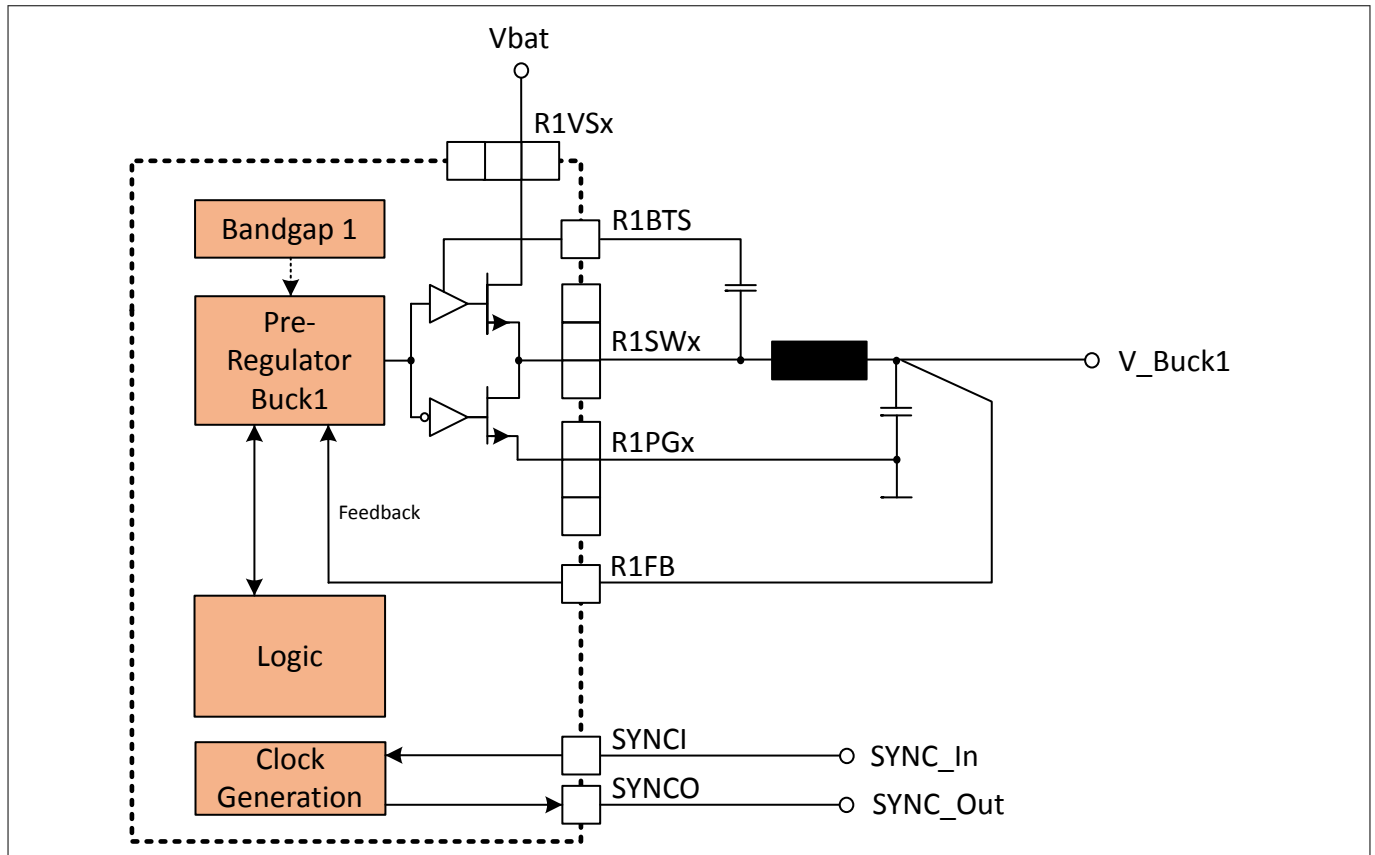 Vbat
R1VSx
Bandgap 1
R1BTS
Pre-
Regulator
Buck1
R1SWx
V_Buck1
R1PGx
Feedback
R1FB
Logic
SYNCI
Clock
Generation
SYNC_In
SYNCO
SYNC_Out